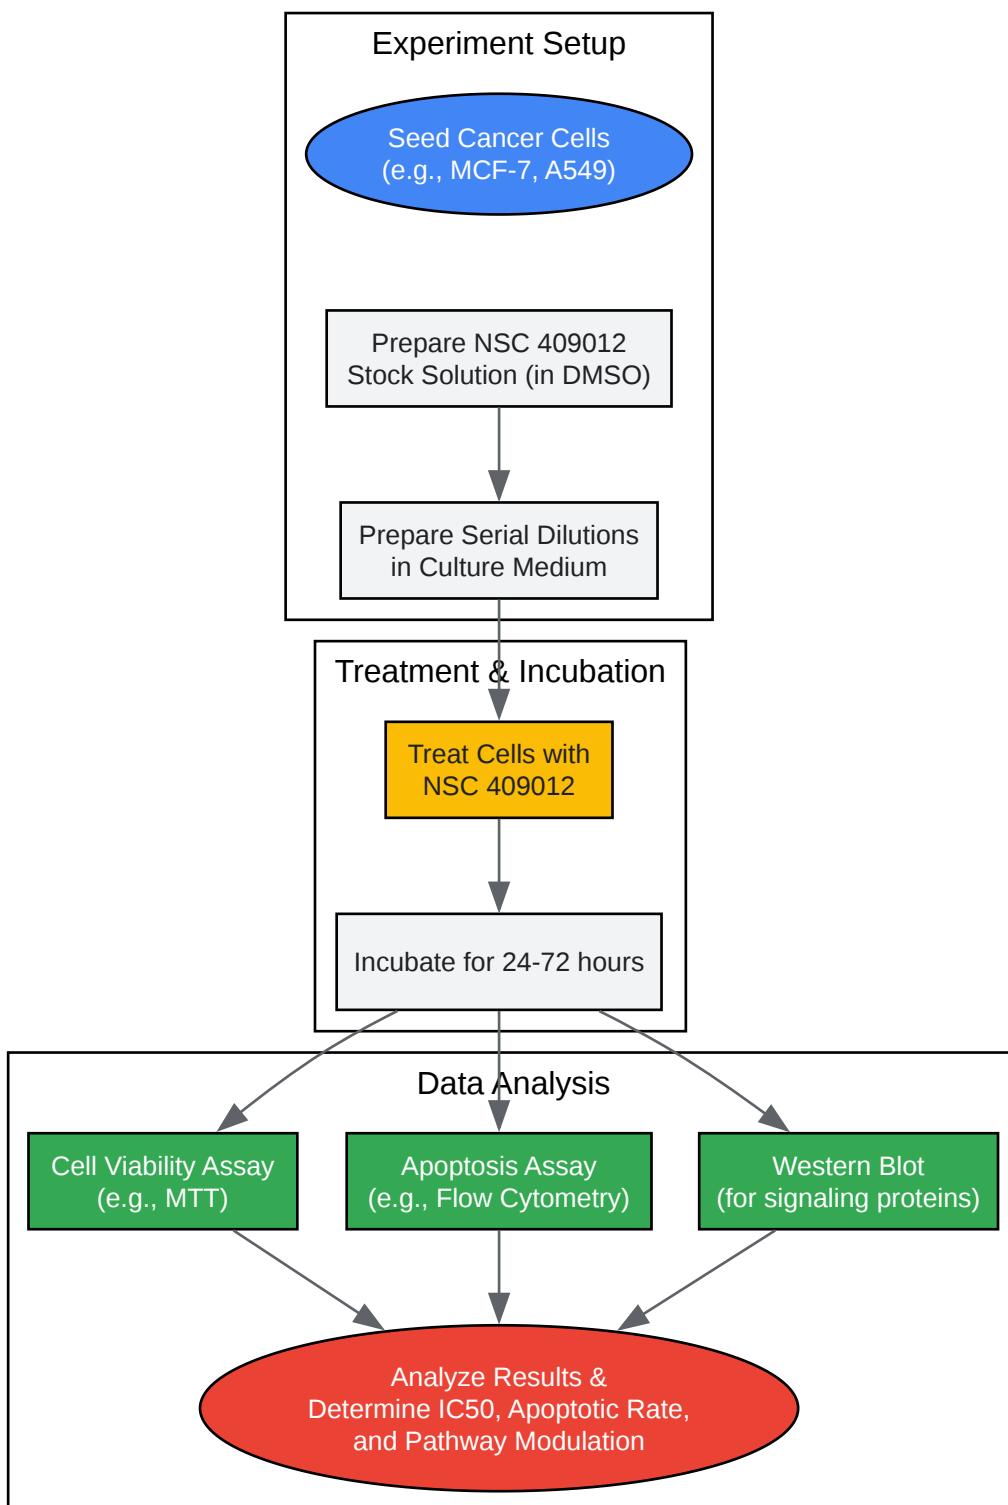 Experiment Setup
Seed Cancer Cells
(e.g., MCF-7, A549)
Prepare NSC 409012
Stock Solution (in DMSO)
Prepare Serial Dilutions
in Culture Medium
Treatment & Incubation
Treat Cells with
NSC 409012
Incubate for 24-72 hours
Data Analysis
Cell Viability Assay
(e.g., MTT)
Apoptosis Assay
(e.g., Flow Cytometry)
Western Blot
(for signaling proteins)
Analyze Results &
Determine IC50, Apoptotic Rate,
and Pathway Modulation